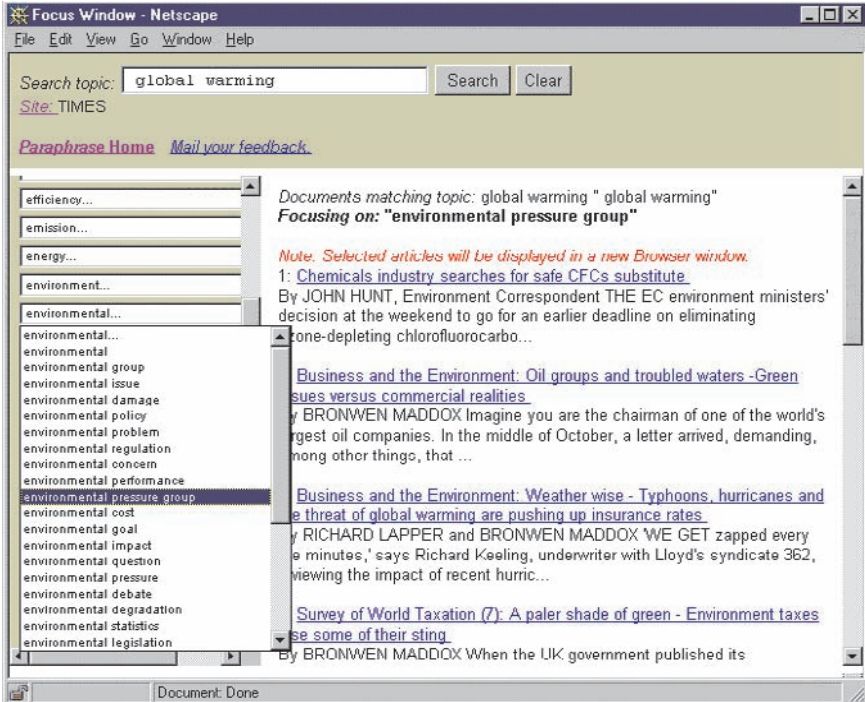 Focus Window - Netscape
File Edit View Go Window Help
Search topic: global warming Search Clear
Site: TIMES
Paraphrase Home Mail your feedback.
efficiency...
emission...
energy...
environment...
environmental...
environmental...
environmental
environmental group
environmental issue
environmental damage
environmental policy
environmental problem
environmental regulation
environmental concern
environmental performance
environmental pressure group
environmental cost
environmental goal
environmental impact
environmental question
environmental pressure
environmental debate
environmental degradation
environmental statistics
environmental legislation
Documents matching topic: global warming " global warming"
Focusing on: "environmental pressure group"
Note: Selected articles will be displayed in a new Browser window.
1: Chemicals industry searches for safe CFCs substitute
By JOHN HUNT, Environment Correspondent THE EC environment ministers'
decision at the weekend to go for an earlier deadline on eliminating
zone-depleting chlorofluorocarbo...
Business and the Environment: Oil groups and troubled waters -Green
sues versus commercial realities
y BRONWEN MADDOX Imagine you are the chairman of one of the world's
rgest oil companies. In the middle of October, a letter arrived, demanding,
mong other things, that ...
Business and the Environment: Weather wise - Typhoons, hurricanes and
e threat of global warming are pushing up insurance rates
y RICHARD LAPPER and BRONWEN MADDOX 'WE GET zapped every
e minutes,' says Richard Keeling, underwriter with Lloyd's syndicate 362,
viewing the impact of recent hurric...
Survey of World Taxation (7): A paler shade of green - Environment taxes
se some of their sting
By BRONWEN MADDOX When the UK government published its
Document: Done